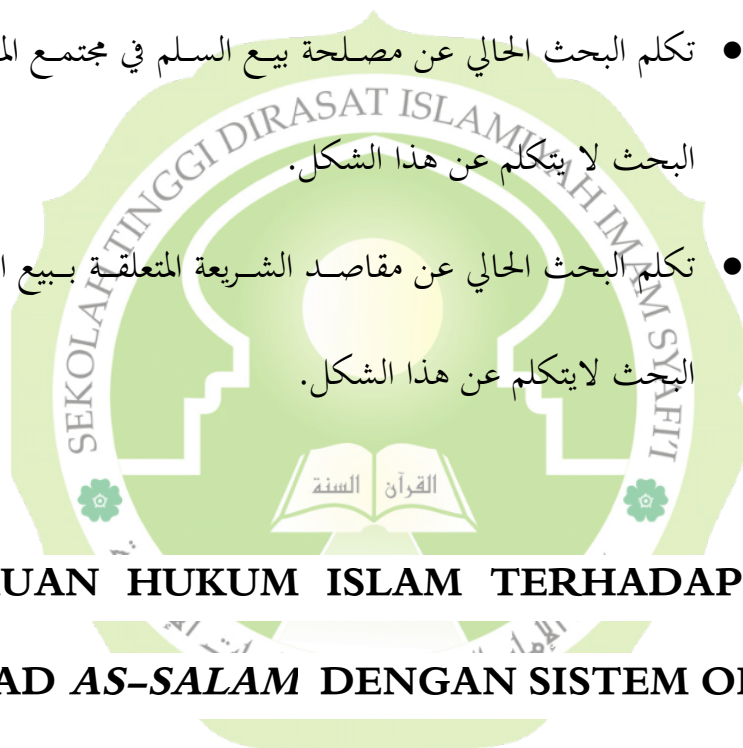 ● تكلم البحث الحالي عن مصلحة بيع السلم في مجتمع
البحث لا يتكلم عن هذا الشكل.
● تكلم البحث الحالي عن مقاصد الشريعة المتعلقة ببيع
البحث لايتكلم عن هذا الشكل.
SEKOLAH TINGGI DIRASAT ISLAMIYAH IMAM SYAFI'I
القرآن السنة
UAN HUKUM ISLAM TERHADAP
AD AS-SALAM DENGAN SISTEM